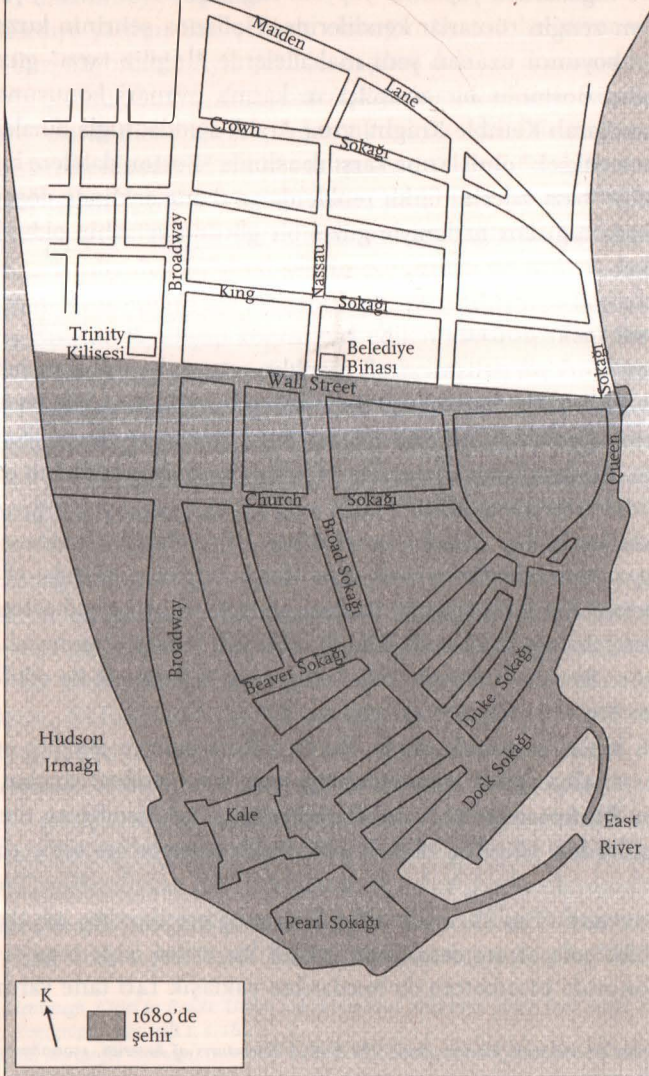 Maiden
Lane
Crown
Sokağı
Broadway
Nassau
King
Sokağı
Trinity
Kilisesi
Belediye
Binası
Sokağı
Wall Street
Queen
Church
Sokağı
Broad Sokağı
Broadway
Beaver Sokağı
Duke Sokağı
Hudson
Irmağı
Dock Sokağı
Kale
East
River
Pearl Sokağı
K
1680'de
şehir